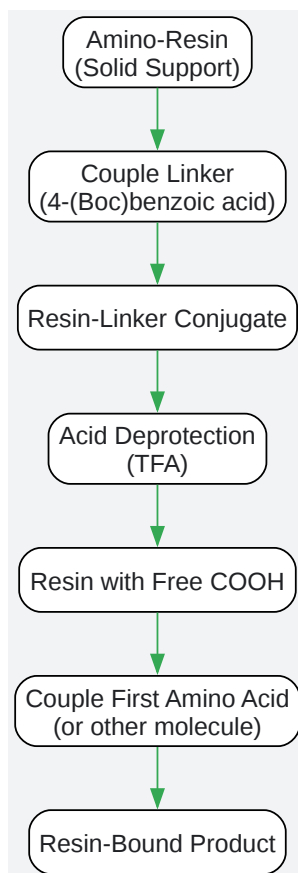 Amino-Resin
(Solid Support)
Couple Linker
(4-(Boc)benzoic acid)
Resin-Linker Conjugate
Acid Deprotection
(TFA)
Resin with Free COOH
Couple First Amino Acid
(or other molecule)
Resin-Bound Product